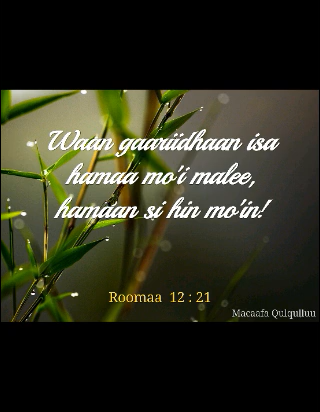 Waan gaariidhaan isa
hamaa mo'i malee,
hamaan si hin mo'in!
Roomaa 12 : 21
Macaafa Qulqulluu